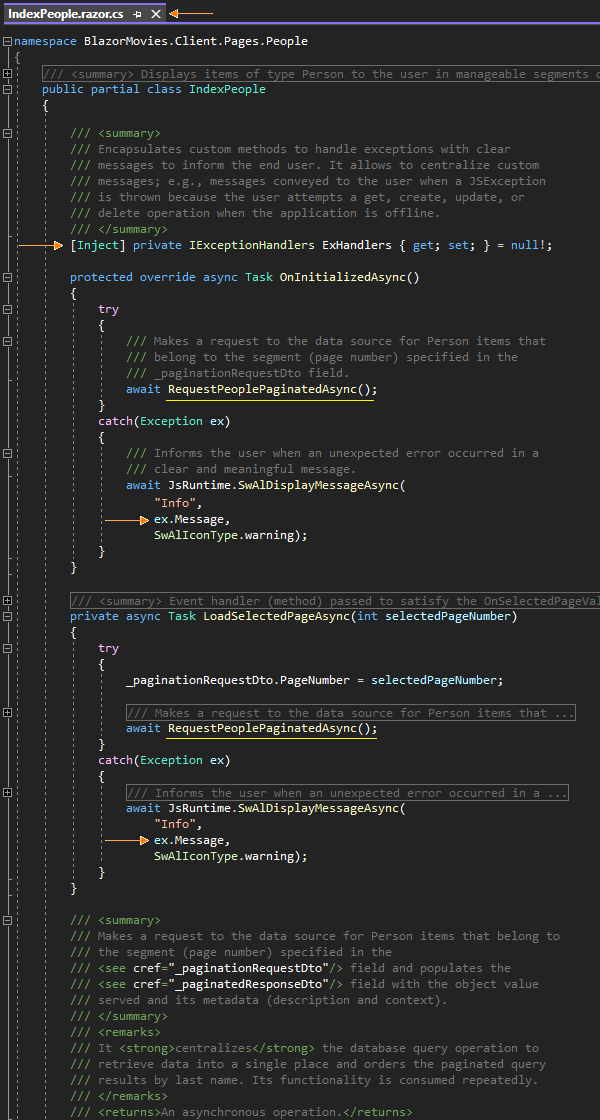 IndexPeople.razor.cs
namespace BlazorMovies.Client.Pages.People
{
/// <summary> Displays items of type Person to the user in manageable segments
public partial class IndexPeople
{
/// <summary>
/// Encapsulates custom methods to handle exceptions with clear
/// messages to inform the end user. It allows to centralize custom
/// messages; e.g., messages conveyed to the user when a JSException
/// is thrown because the user attempts a get, create, update, or
/// delete operation when the application is offline.
/// </summary>
[Inject] private IExceptionHandlers ExHandlers { get; set; } = null!;
protected override async Task OnInitializedAsync()
{
try
{
/// Makes a request to the data source for Person items that
/// belong to the segment (page number) specified in the
/// _paginationRequestDto field.
await RequestPeoplePaginatedAsync();
}
catch(Exception ex)
{
/// Informs the user when an unexpected error occurred in a
/// clear and meaningful message.
await JsRuntime.SwAlDisplayMessageAsync(
"Info",
ex.Message,
SwAlIconType.warning);
}
}
/// <summary> Event handler (method) passed to satisfy the OnSelectedPageVal
private async Task LoadSelectedPageAsync(int selectedPageNumber)
{
try
{
_paginationRequestDto.PageNumber = selectedPageNumber;
/// Makes a request to the data source for Person items that ...
await RequestPeoplePaginatedAsync();
}
catch(Exception ex)
{
/// Informs the user when an unexpected error occurred in a ...
await JsRuntime.SwAlDisplayMessageAsync(
"Info",
ex.Message,
SwAlIconType.warning);
}
}
/// <summary>
/// Makes a request to the data source for Person items that belong to
/// the segment (page number) specified in the
/// <see cref="_paginationRequestDto"/> field and populates the
/// <see cref="_paginatedResponseDto"/> field with the object value
/// served and its metadata (description and context).
/// </summary>
/// <remarks>
/// It <strong>centralizes</strong> the database query operation to
/// retrieve data into a single place and orders the paginated query
/// results by last name. Its functionality is consumed repeatedly.
/// </remarks>
/// <returns>An asynchronous operation.</returns>